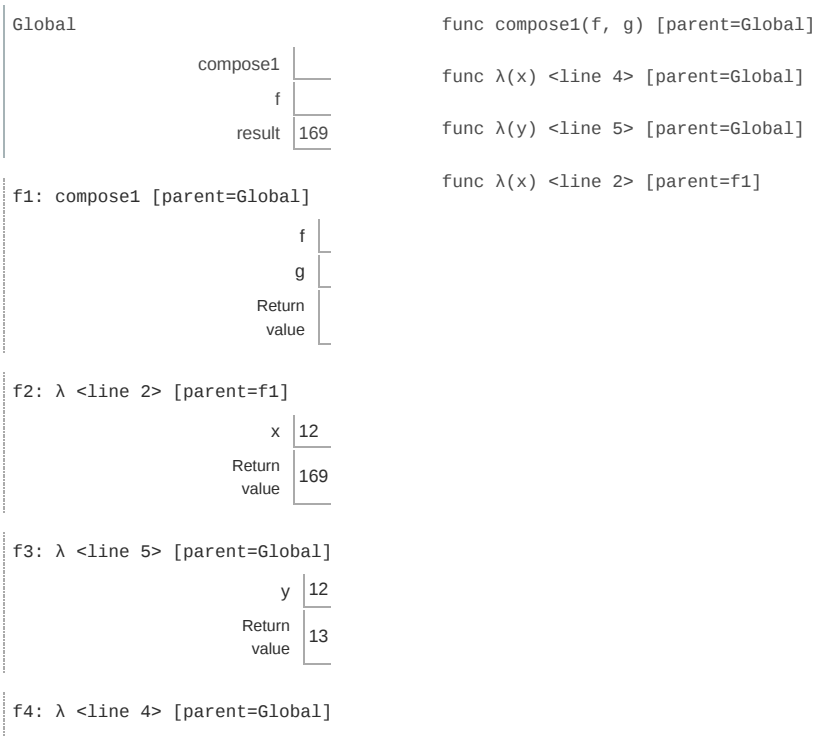 Global
compose1
f
result 169
f1: compose1 [parent=Global]
f
g
Return
value
f2: λ <line 2> [parent=f1]
x 12
Return
value 169
f3: λ <line 5> [parent=Global]
y 12
Return
value 13
f4: λ <line 4> [parent=Global]
func compose1(f, g) [parent=Global]
func λ(x) <line 4> [parent=Global]
func λ(y) <line 5> [parent=Global]
func λ(x) <line 2> [parent=f1]